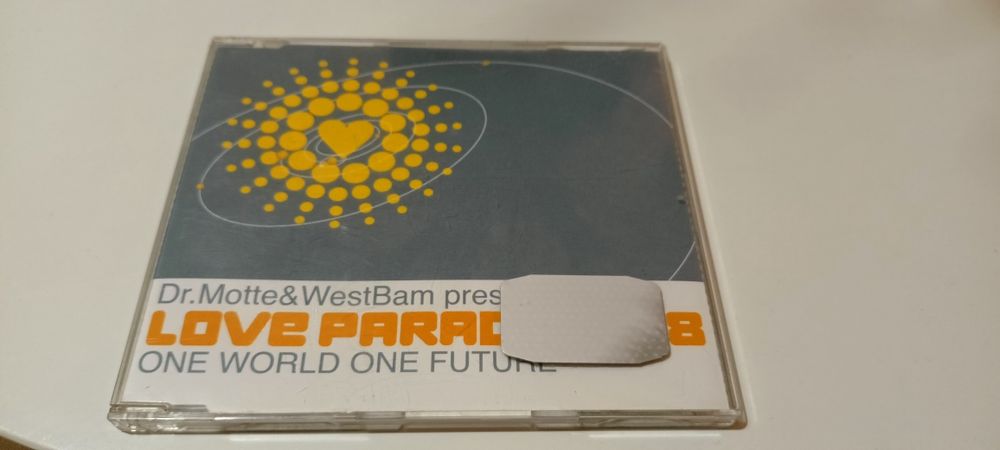 Dr.Motte&WestBam pres
LOVE PARAD 8
ONE WORLD ONE FUTURE